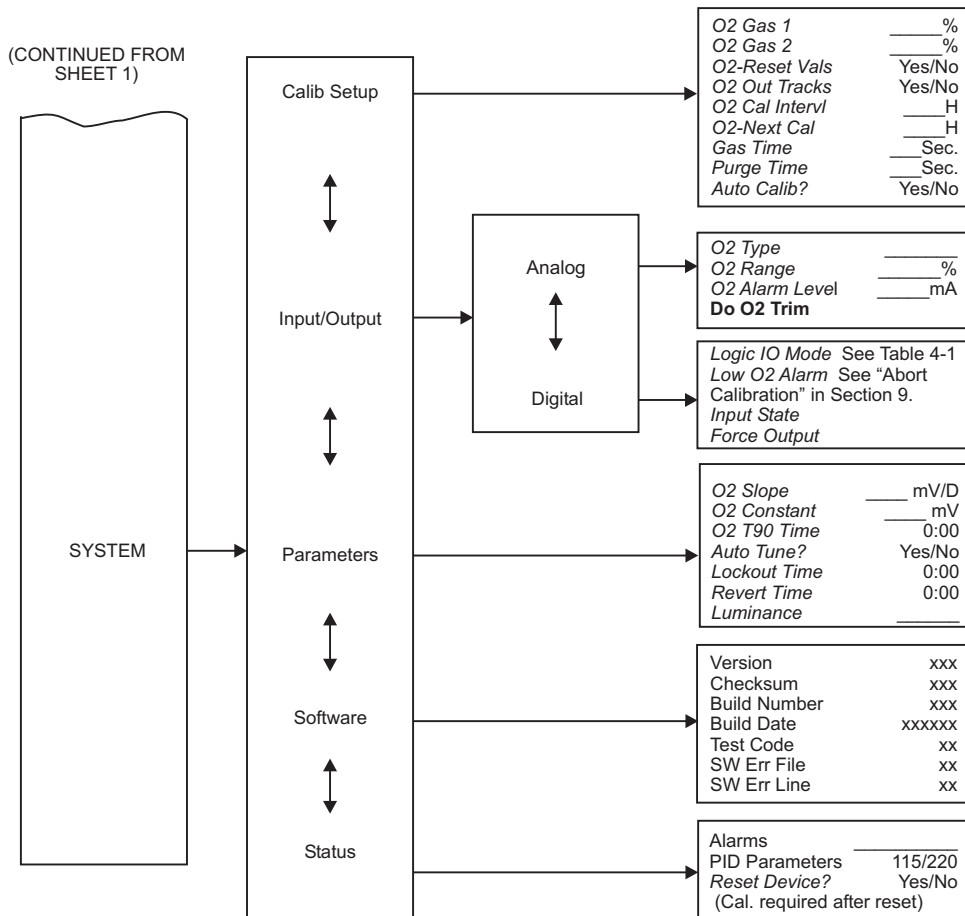 (CONTINUED FROM
SHEET 1)
SYSTEM
Calib Setup
Input/Output
Parameters
Software
Status
Analog
Digital
O2 Gas 1 _____%
O2 Gas 2 _____%
O2-Reset Vals Yes/No
O2 Out Tracks Yes/No
O2 Cal Intervl ____H
O2-Next Cal ____H
Gas Time ___Sec.
Purge Time ___Sec.
Auto Calib? Yes/No
O2 Type _______
O2 Range ______%
O2 Alarm Level _____mA
Do O2 Trim
Logic IO Mode See Table 4-1
Low O2 Alarm See “Abort
Calibration” in Section 9.
Input State
Force Output
O2 Slope ____ mV/D
O2 Constant ____ mV
O2 T90 Time 0:00
Auto Tune? Yes/No
Lockout Time 0:00
Revert Time 0:00
Luminance ______
Version xxx
Checksum xxx
Build Number xxx
Build Date xxxxxx
Test Code xx
SW Err File xx
SW Err Line xx
Alarms __________
PID Parameters 115/220
Reset Device? Yes/No
(Cal. required after reset)